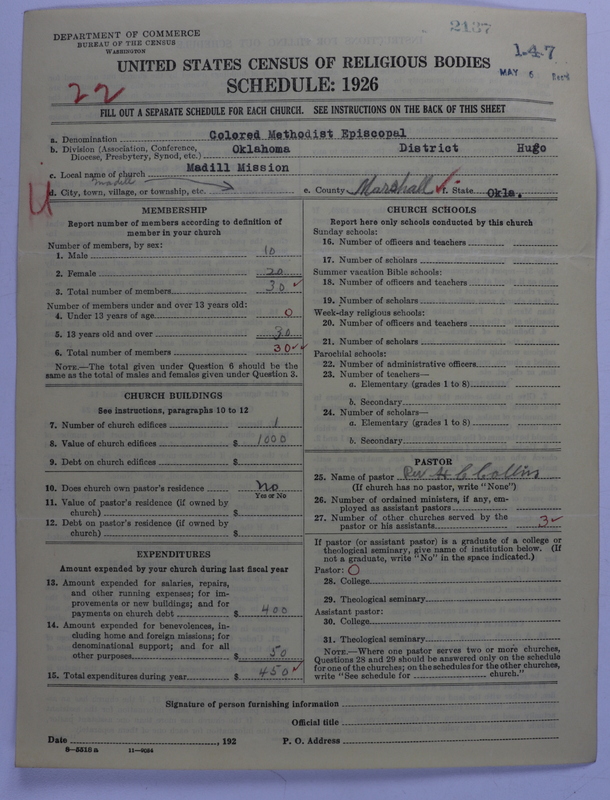 2137
DEPARTMENT OF COMMERCE
BUREAU OF THE CENSUS
WASHINGTON
1.4.7
MAY 6 Rec'd
UNITED STATES CENSUS OF RELIGIOUS BODIES
SCHEDULE: 1926
22
FILL OUT A SEPARATE SCHEDULE FOR EACH CHURCH. SEE INSTRUCTIONS ON THE BACK OF THIS SHEET
a. Denomination Colored Methodist Episcopal
b. Division (Association, Conference, Diocese, Presbytery, Synod, etc.) Oklahoma District Hugo
c. Local name of church Madill Mission
U
d. City, town, village, or township, etc. Madill e. County Marshall f. State Okla.
MEMBERSHIP
Report number of members according to definition of
member in your church
Number of members, by sex:
1. Male 10
2. Female 20
3. Total number of members 30
Number of members under and over 13 years old:
4. Under 13 years of age 0
5. 13 years old and over 30
6. Total number of members 30
NOTE.—The total given under Question 6 should be the
same as the total of males and females given under Question 3.
CHURCH BUILDINGS
See instructions, paragraphs 10 to 12
7. Number of church edifices 1
8. Value of church edifices $ 1000
9. Debt on church edifices $
10. Does church own pastor's residence No
Yes or No
11. Value of pastor's residence (if owned by
church) $
12. Debt on pastor's residence (if owned by
church) $
EXPENDITURES
Amount expended by your church during last fiscal year
13. Amount expended for salaries, repairs,
and other running expenses; for im-
provements or new buildings; and for
payments on church debt $ 400
14. Amount expended for benevolences, in-
cluding home and foreign missions; for
denominational support; and for all
other purposes $ 50
15. Total expenditures during year $ 450
CHURCH SCHOOLS
Report here only schools conducted by this church
Sunday schools:
16. Number of officers and teachers
17. Number of scholars
Summer vacation Bible schools:
18. Number of officers and teachers
19. Number of scholars
Week-day religious schools:
20. Number of officers and teachers
21. Number of scholars
Parochial schools:
22. Number of administrative officers
23. Number of teachers—
a. Elementary (grades 1 to 8)
b. Secondary
24. Number of scholars—
a. Elementary (grades 1 to 8)
b. Secondary
PASTOR
25. Name of pastor Rev H C Collins
(If church has no pastor, write "None")
26. Number of ordained ministers, if any, em-
ployed as assistant pastors
27. Number of other churches served by the
pastor or his assistants 3
If pastor (or assistant pastor) is a graduate of a college or
theological seminary, give name of institution below. (If
not a graduate, write "No" in the space indicated.)
Pastor: O
28. College
29. Theological seminary
Assistant pastor:
30. College
31. Theological seminary
NOTE.—Where one pastor serves two or more churches,
Questions 28 and 29 should be answered only on the schedule
for one of the churches; on the schedules for the other churches,
write "See schedule for church."
Signature of person furnishing information
Official title
Date , 192 P. O. Address
8—5518a 11—9034